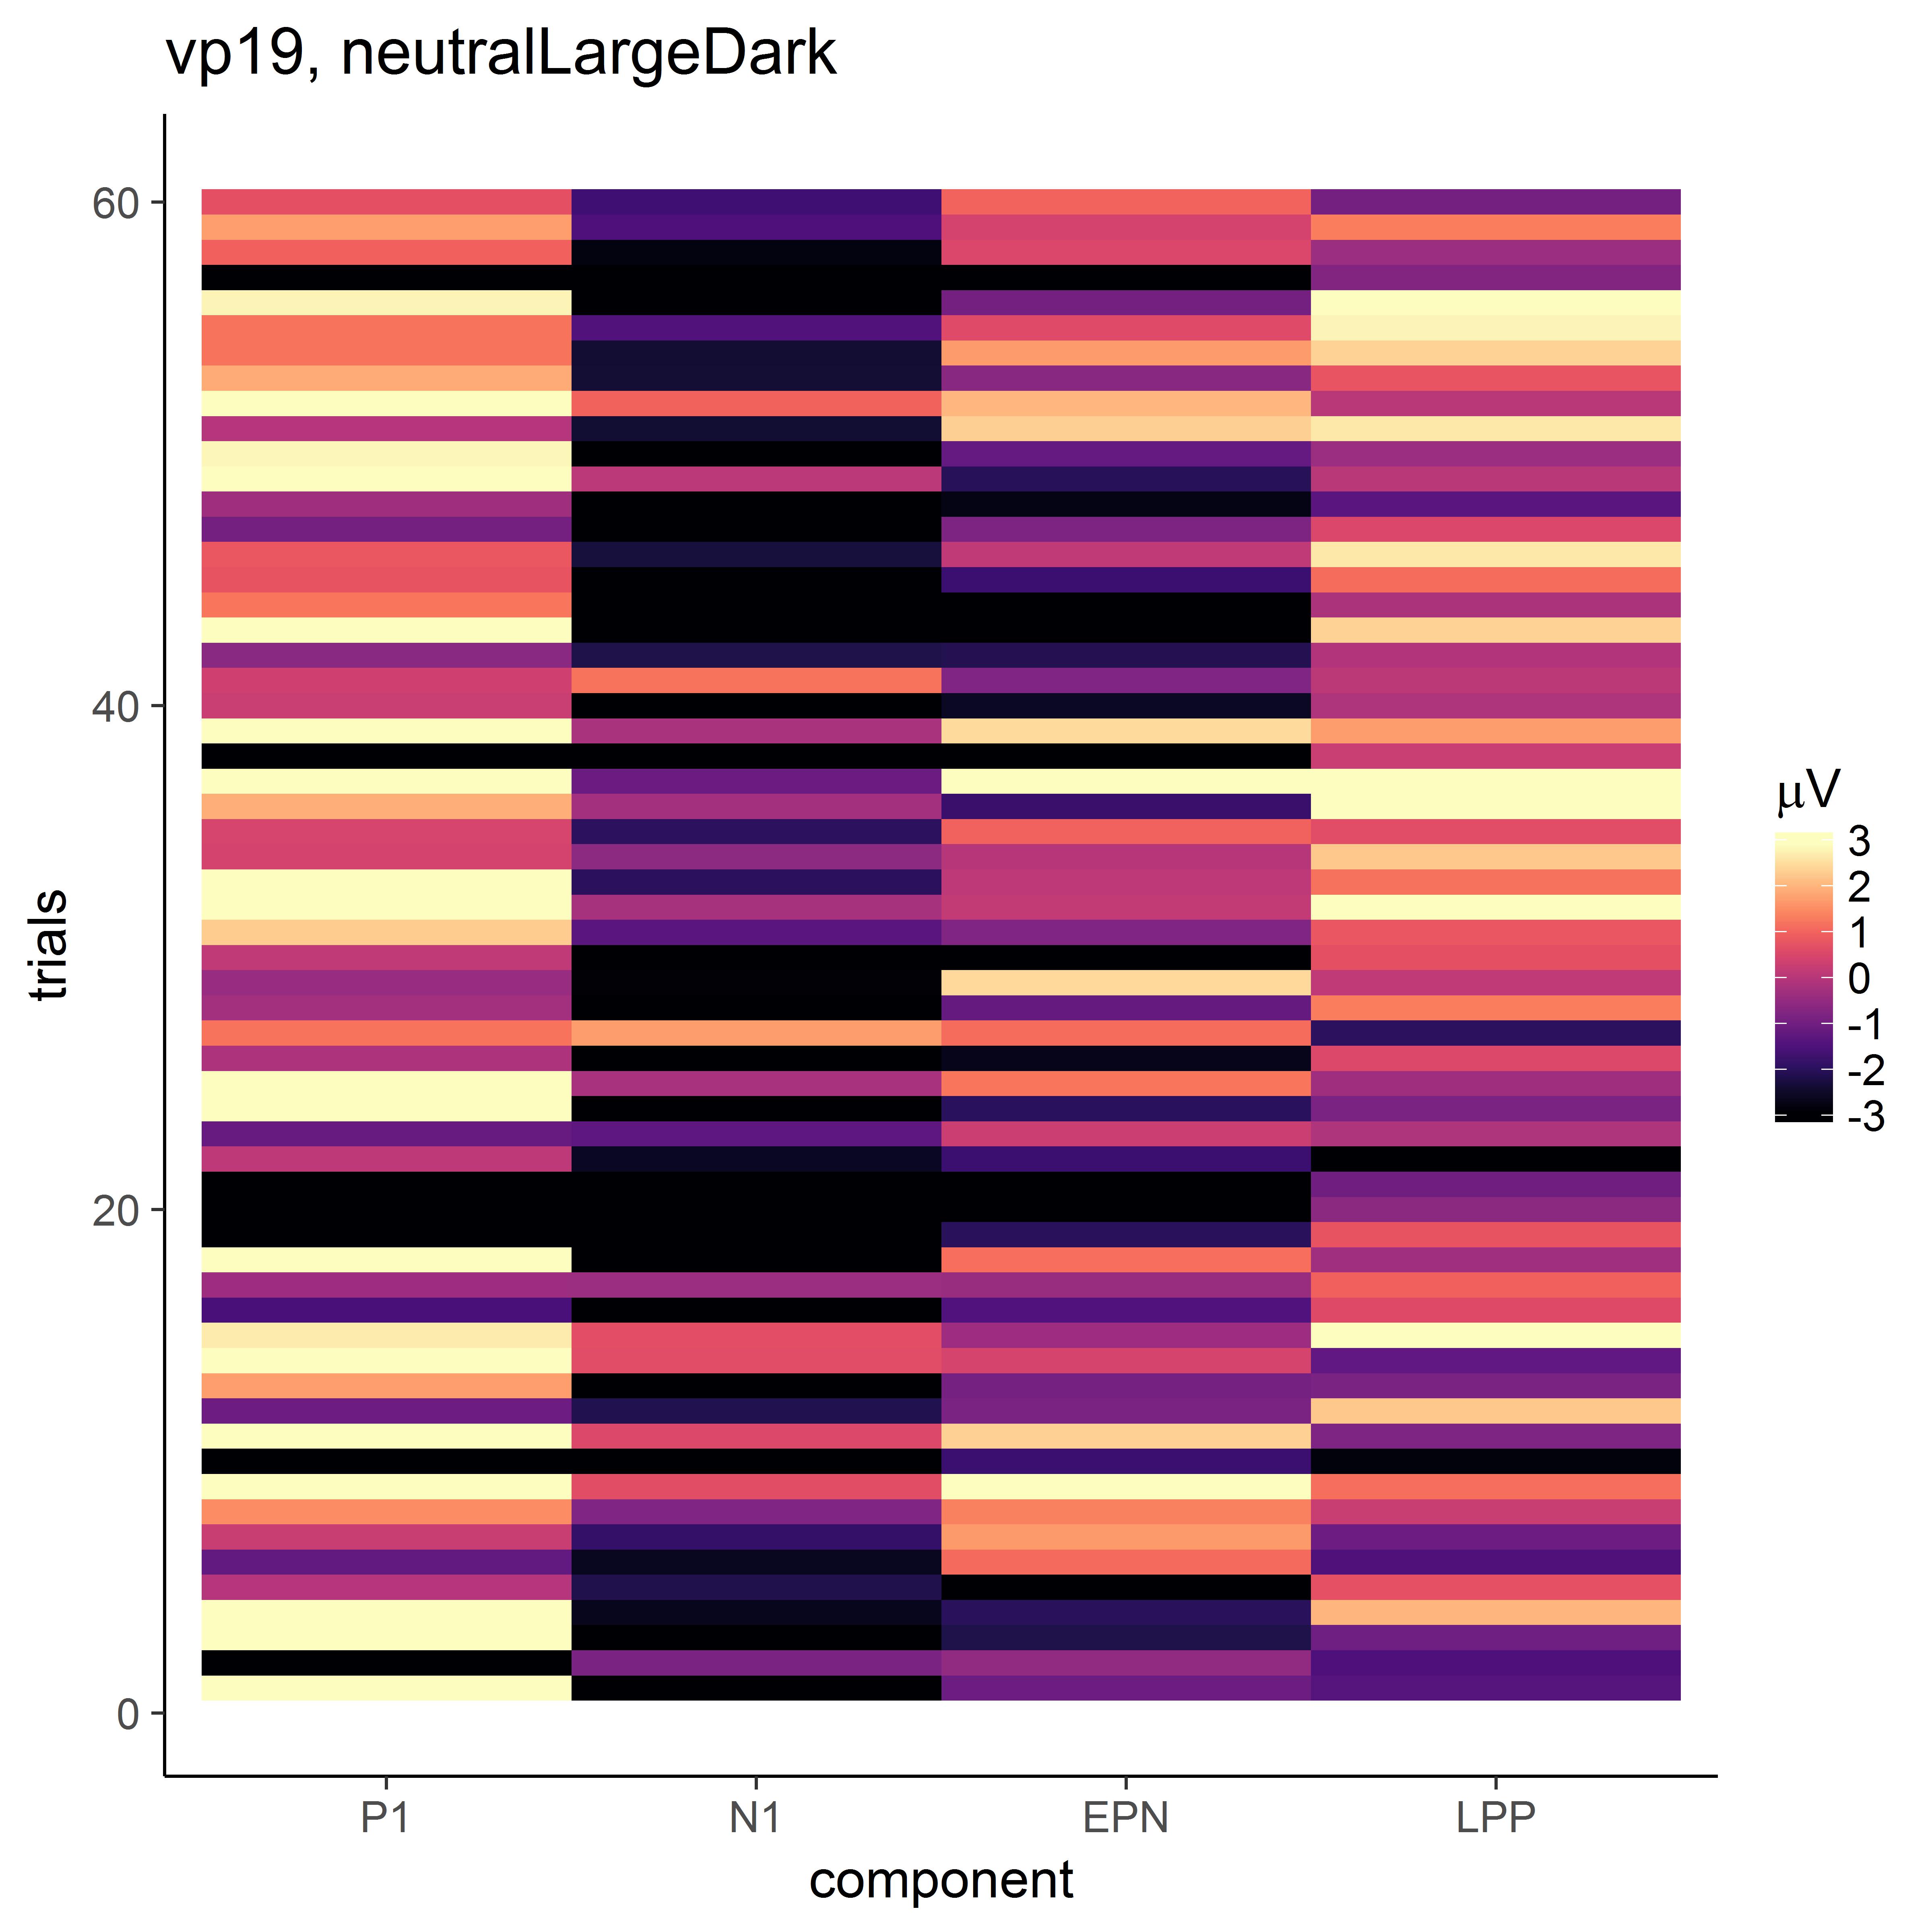 vp19, neutralLargeDark
60
40
20
0
trials
P1 N1 EPN LPP
component
μV
3
2
1
0
-1
-2
-3